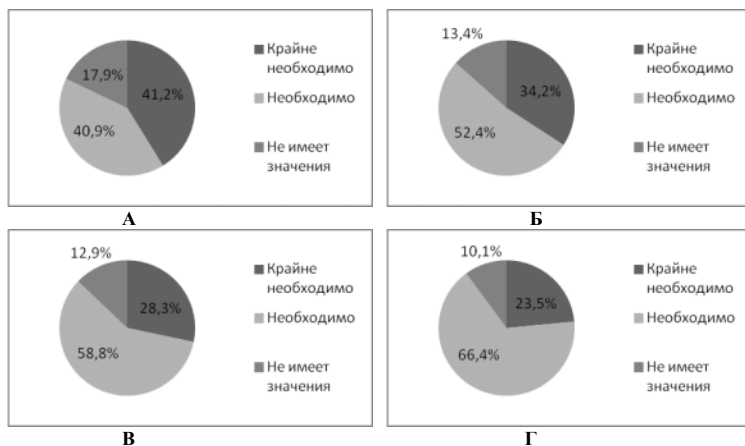 17,9%
41,2%
40,9%
Крайне
необходимо
Необходимо
Не имеет
значения
А
13,4%
34,2%
52,4%
Крайне
необходимо
Необходимо
Не имеет
значения
Б
12,9%
28,3%
58,8%
Крайне
необходимо
Необходимо
Не имеет
значения
В
10,1%
23,5%
66,4%
Крайне
необходимо
Необходимо
Не имеет
значения
Г